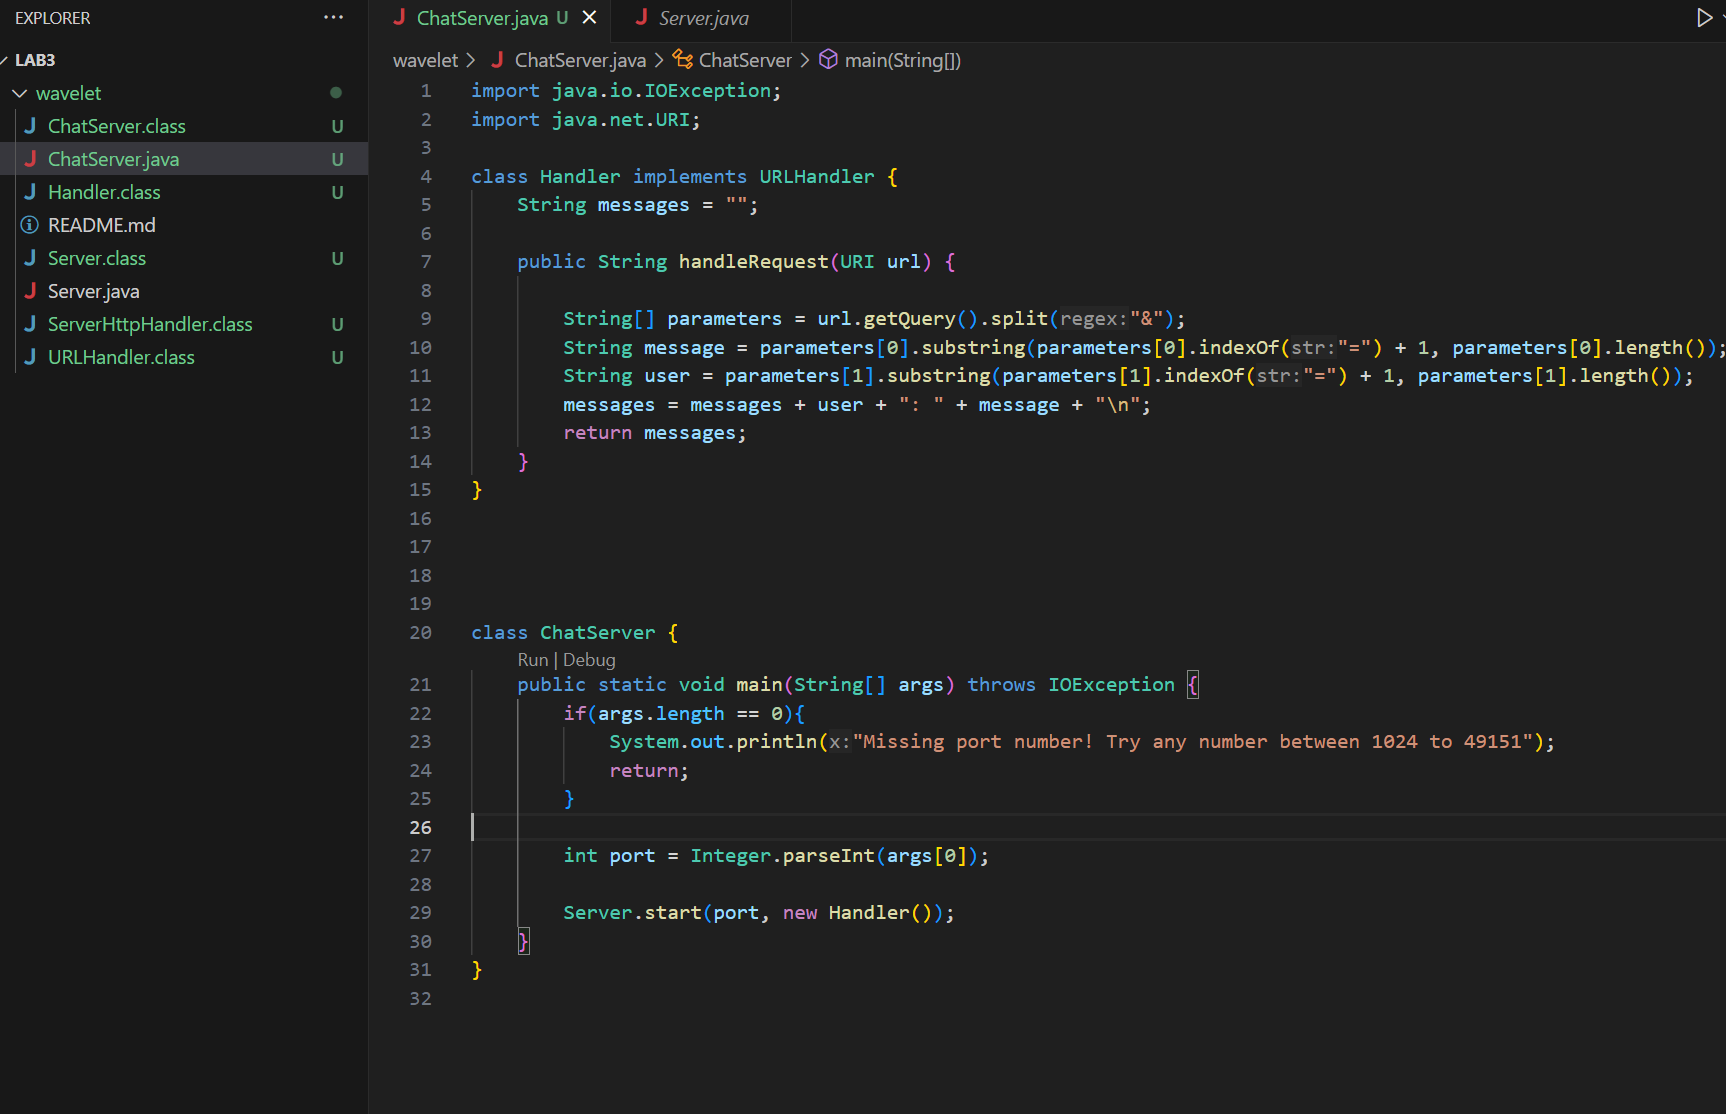 EXPLORER ···
LAB3
wavelet
ChatServer.class U
ChatServer.java U
Handler.class U
README.md
Server.class U
Server.java
ServerHttpHandler.class U
URLHandler.class U
ChatServer.java U
Server.java
wavelet > ChatServer.java > ChatServer > main(String[])
1 import java.io.IOException;
2 import java.net.URI;
3
4 class Handler implements URLHandler {
5     String messages = "";
6
7     public String handleRequest(URI url) {
8
9         String[] parameters = url.getQuery().split(regex:"&");
10         String message = parameters[0].substring(parameters[0].indexOf(str:"=") + 1, parameters[0].length());
11         String user = parameters[1].substring(parameters[1].indexOf(str:"=") + 1, parameters[1].length());
12         messages = messages + user + ": " + message + "\n";
13         return messages;
14     }
15 }
16
17
18
19
20 class ChatServer {
Run | Debug
21     public static void main(String[] args) throws IOException {
22         if(args.length == 0){
23             System.out.println(x:"Missing port number! Try any number between 1024 to 49151");
24             return;
25         }
26
27         int port = Integer.parseInt(args[0]);
28
29         Server.start(port, new Handler());
30     }
31 }
32